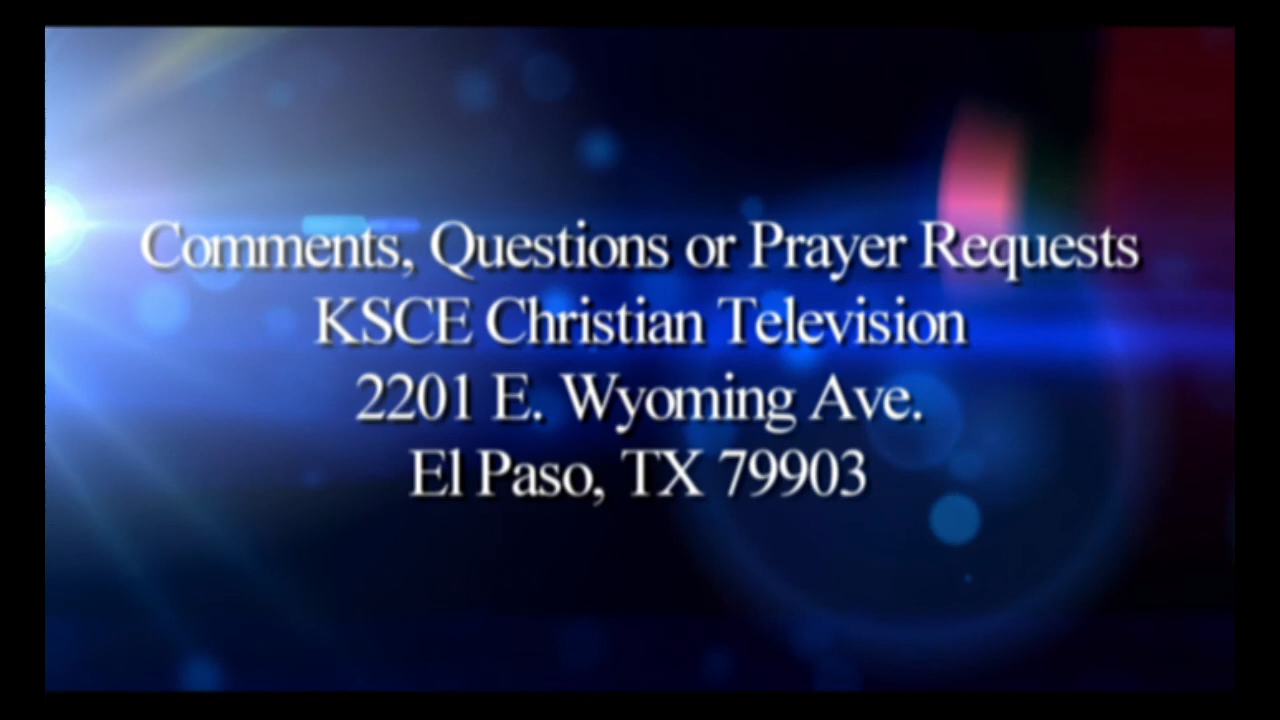 Comments, Questions or Prayer Requests
KSCE Christian Television
2201 E. Wyoming Ave.
El Paso, TX 79903